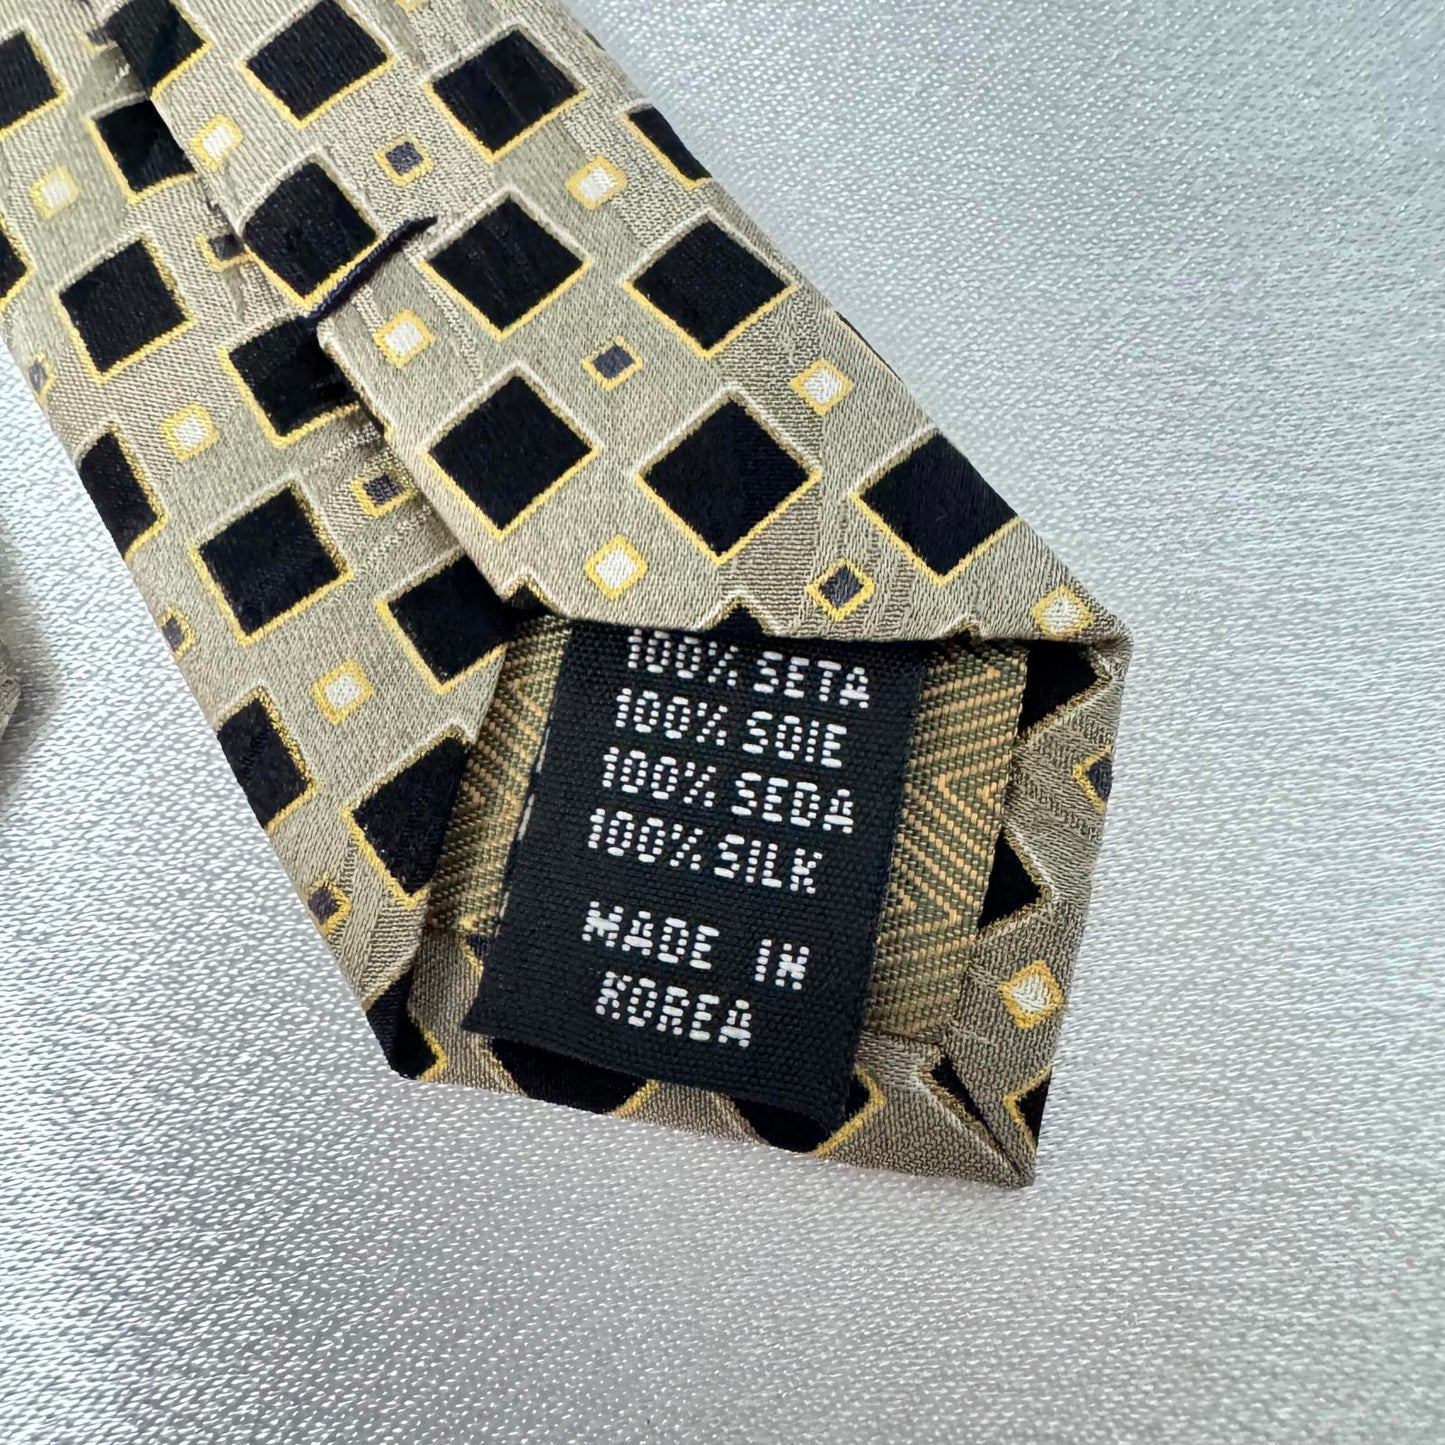 100% SETA
100% SOIE
100% SEDA
100% SILK
MADE IN
KOREA